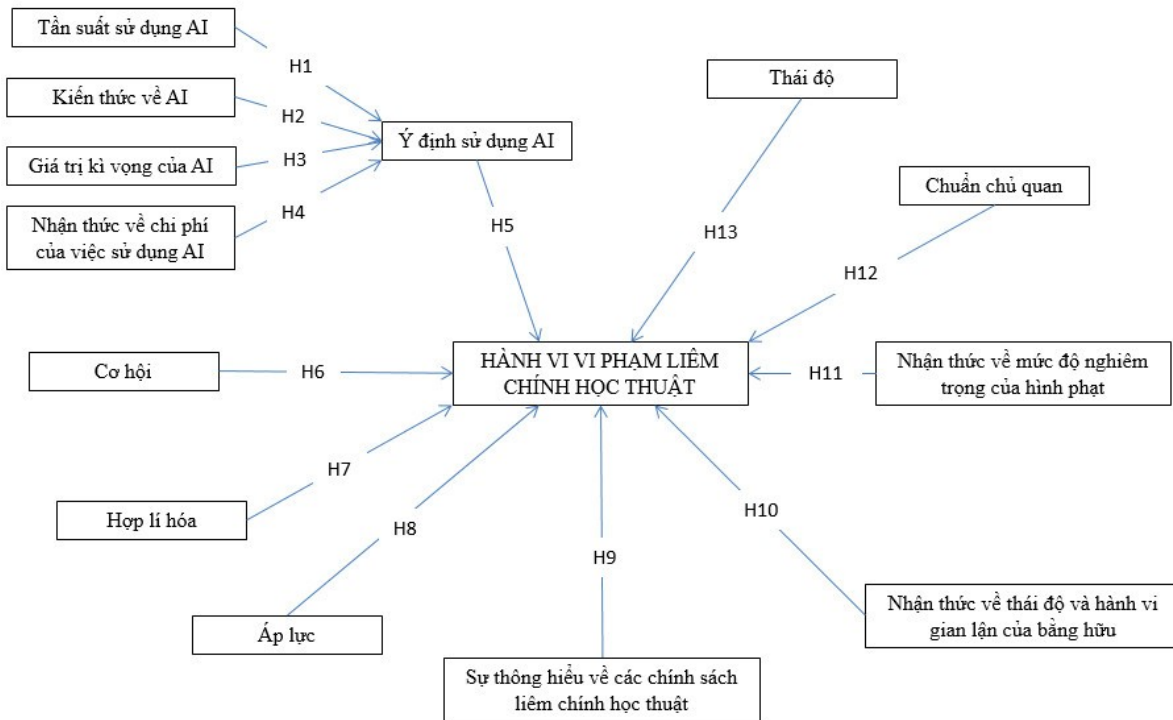 Tần suất sử dụng AI
H1
Thái độ
Kiến thức về AI
H2
Ý định sử dụng AI
Giá trị kì vọng của AI
H3
Chuẩn chủ quan
Nhận thức về chi phí
của việc sử dụng AI
H4
H5
H13
H12
Cơ hội
H6
HÀNH VI VI PHẠM LIÊM
CHÍNH HỌC THUẬT
H11
Nhận thức về mức độ nghiêm
trọng của hình phạt
H7
Hợp lí hóa
H8
H10
H9
Áp lực
Nhận thức về thái độ và hành vi
gian lận của bằng hữu
Sự thông hiểu về các chính sách
liêm chính học thuật